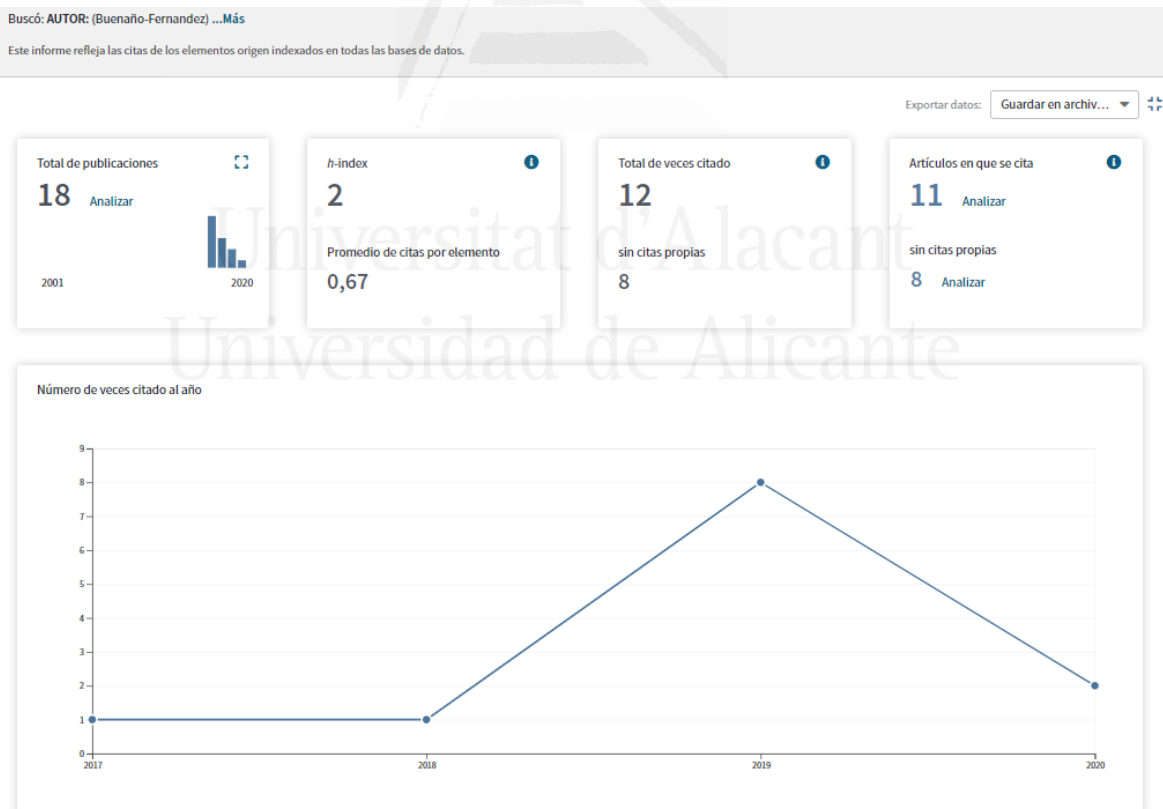 Buscó: AUTOR: (Buenaño-Fernandez) ...Más
Este informe refleja las citas de los elementos origen indexados en todas las bases de datos.
Exportar datos:
Guardar en archiv...
Total de publicaciones
18 Analizar
2001 2020
h-index
2
Promedio de citas por elemento
0,67
Total de veces citado
12
sin citas propias
8
Artículos en que se cita
11 Analizar
sin citas propias
8 Analizar
Universitat d'Alacant
Universidad de Alicante
Número de veces citado al año
9
8
7
6
5
4
3
2
1
0
2017 2018 2019 2020